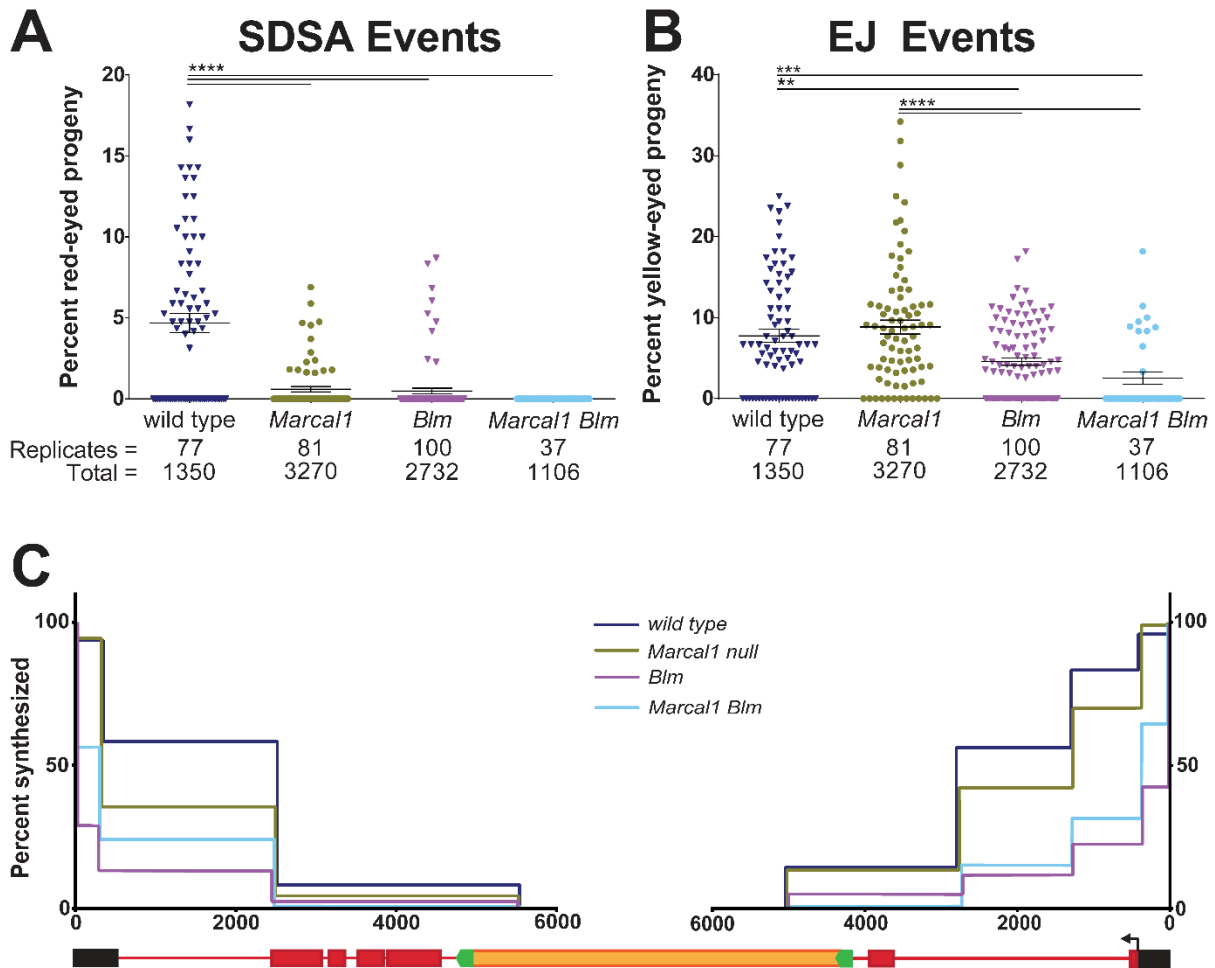 A SDSA Events
20
15
10
5
0
Percent red-eyed progeny
****
wild type Marcal1 Blm Marcal1 Blm
Replicates = 77 81 100 37
Total = 1350 3270 2732 1106
B EJ Events
40
30
20
10
0
Percent yellow-eyed progeny
***
**
****
wild type Marcal1 Blm Marcal1 Blm
77 81 100 37
1350 3270 2732 1106
C
Percent synthesized
100
50
0
0 2000 4000 6000
wild type
Marcal1 null
Blm
Marcal1 Blm
100
50
0
6000 4000 2000 0